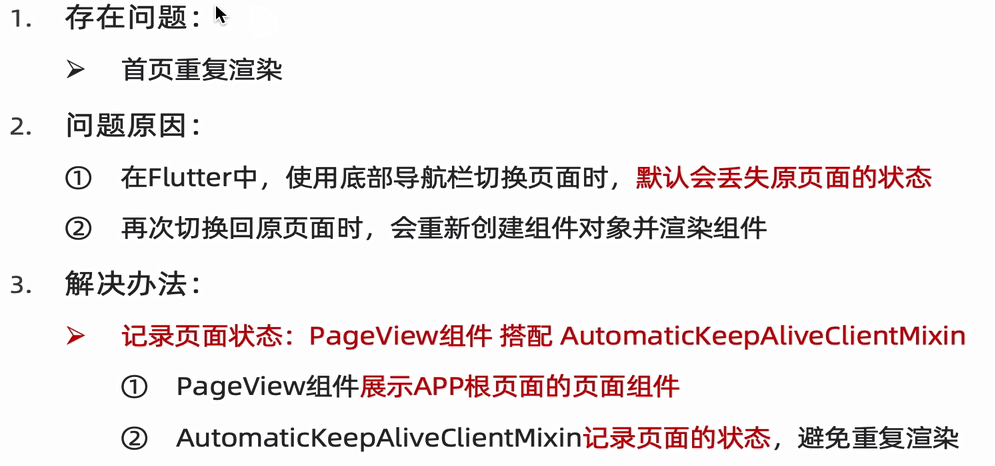 1. 存在问题：
➢ 首页重复渲染
2. 问题原因：
① 在Flutter中，使用底部导航栏切换页面时，默认会丢失原页面的状态
② 再次切换回原页面时，会重新创建组件对象并渲染组件
3. 解决办法：
➢ 记录页面状态：PageView组件 搭配 AutomaticKeepAliveClientMixin
① PageView组件展示APP根页面的页面组件
② AutomaticKeepAliveClientMixin记录页面的状态，避免重复渲染